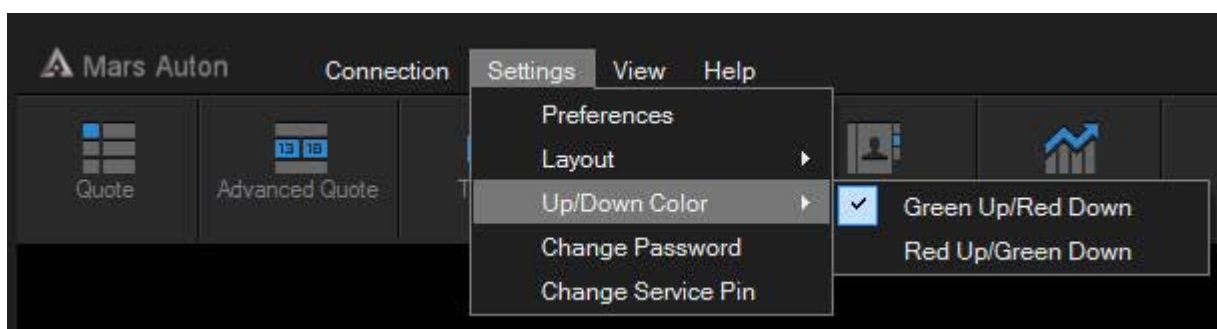 Mars Auton
Connection Settings View Help
Preferences
Layout
Up/Down Color
Change Password
Change Service Pin
Green Up/Red Down
Red Up/Green Down
13 18
Quote
Advanced Quote